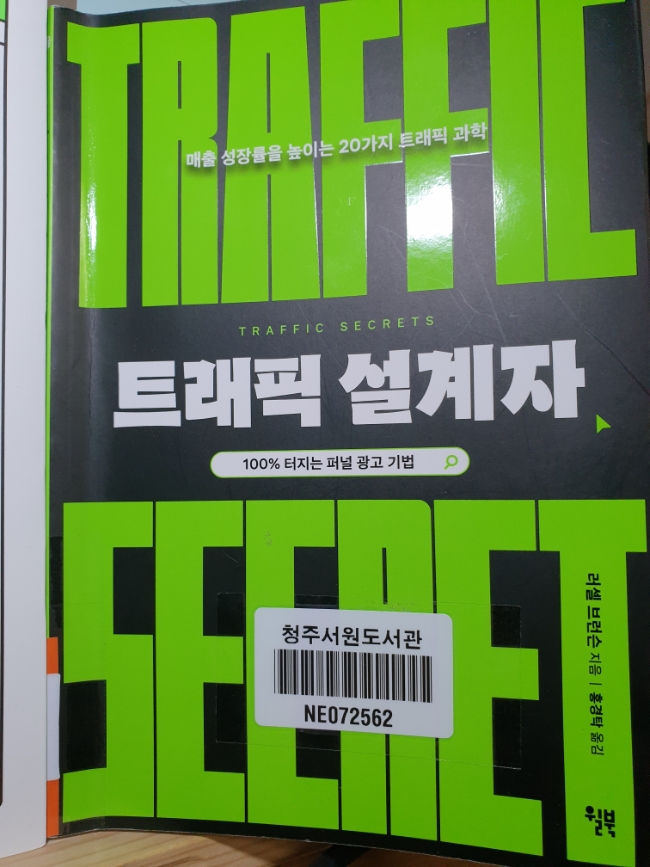 TRAFFIC
매출 성장률을 높이는 20가지 트래픽 과학
TRAFFIC SECRETS
트래픽 설계자
100% 터지는 퍼널 광고 기법
SECRET
청주서원도서관
NE072562
러셀 브런슨 지음 | 홍경탁 옮김
윌북